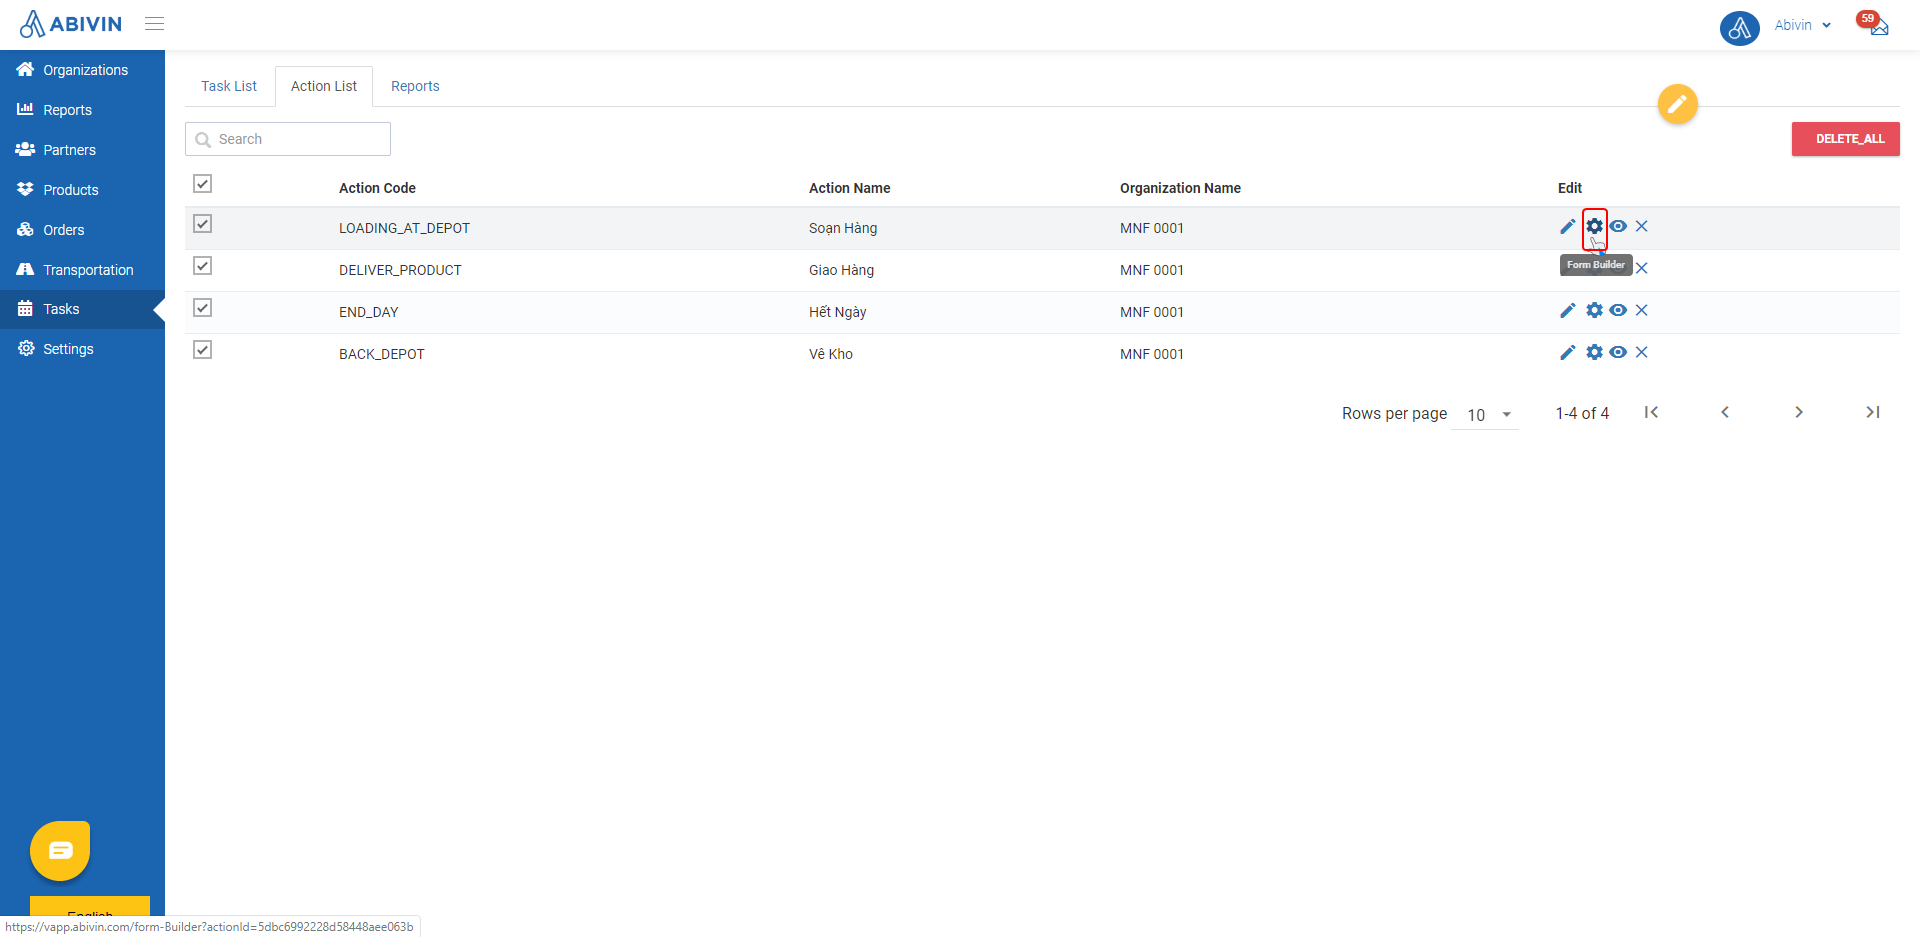 ABIVIN
Abivin
59
Organizations
Reports
Partners
Products
Orders
Transportation
Tasks
Settings
Task List
Action List
Reports
Search
DELETE_ALL
Action Code Action Name Organization Name Edit
LOADING_AT_DEPOT Soạn Hàng MNF 0001
Form Builder
DELIVER_PRODUCT Giao Hàng MNF 0001
END_DAY Hết Ngày MNF 0001
BACK_DEPOT Về Kho MNF 0001
Rows per page 10 1-4 of 4
English
https://vapp.abivin.com/form-Builder?actionId=5dbc6992228d58448aee063b